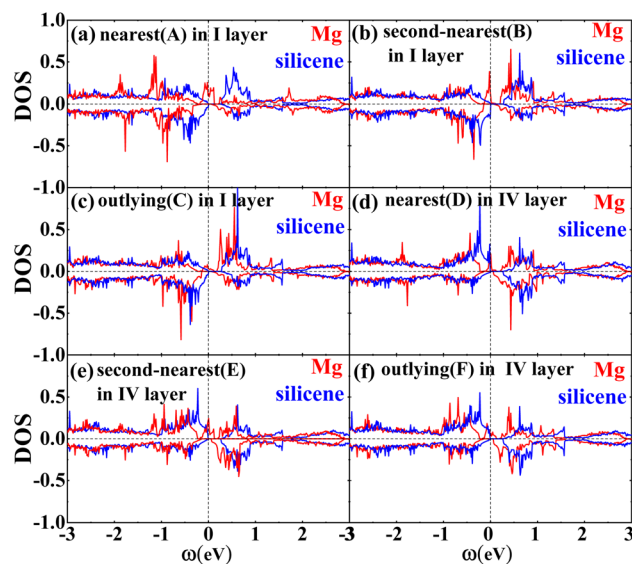 1.0
0.5
0.0
-0.5
-1.0
DOS
(a) nearest(A) in I layer
Mg
silicene
(b) second-nearest(B)
in I layer
Mg
silicene
0.5
0.0
-0.5
-1.0
DOS
(c) outlying(C) in I layer
Mg
silicene
(d) nearest(D) in IV layer
Mg
silicene
0.5
0.0
-0.5
-1.0
DOS
(e) second-nearest(E)
in IV layer
Mg
silicene
(f) outlying(F) in IV layer
Mg
silicene
-3 -2 -1 0 1 2 -3 -2 -1 0 1 2 3
ω(eV) ω(eV)